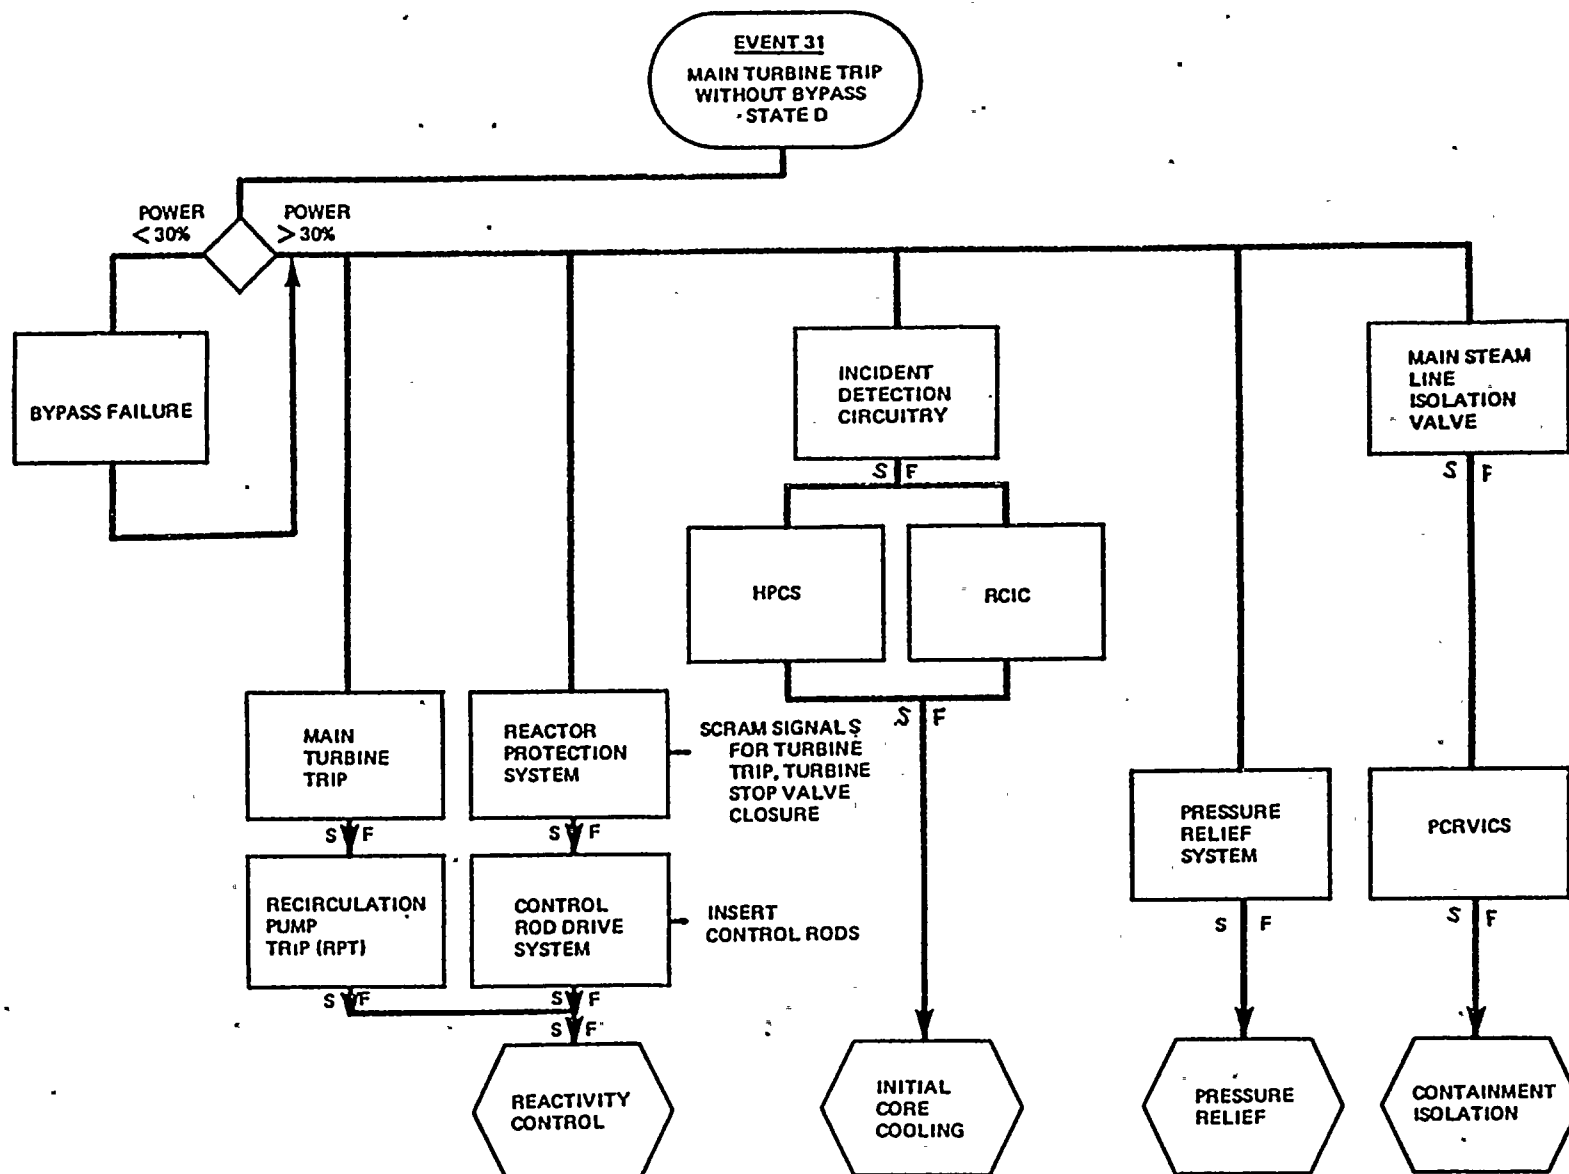 EVENT 31
MAIN TURBINE TRIP
WITHOUT BYPASS
STATE D
POWER
< 30%
POWER
> 30%
BYPASS FAILURE
INCIDENT
DETECTION
CIRCUITRY
S F
MAIN STEAM
LINE
ISOLATION
VALVE
S F
HPCS
RCIC
S F
MAIN
TURBINE
TRIP
S F
REACTOR
PROTECTION
SYSTEM
S F
SCRAM SIGNALS
FOR TURBINE
TRIP, TURBINE
STOP VALVE
CLOSURE
PRESSURE
RELIEF
SYSTEM
S F
PCRVICS
S F
RECIRCULATION
PUMP
TRIP (RPT)
S F
CONTROL
ROD DRIVE
SYSTEM
S F
INSERT
CONTROL RODS
S F
REACTIVITY
CONTROL
INITIAL
CORE
COOLING
PRESSURE
RELIEF
CONTAINMENT
ISOLATION